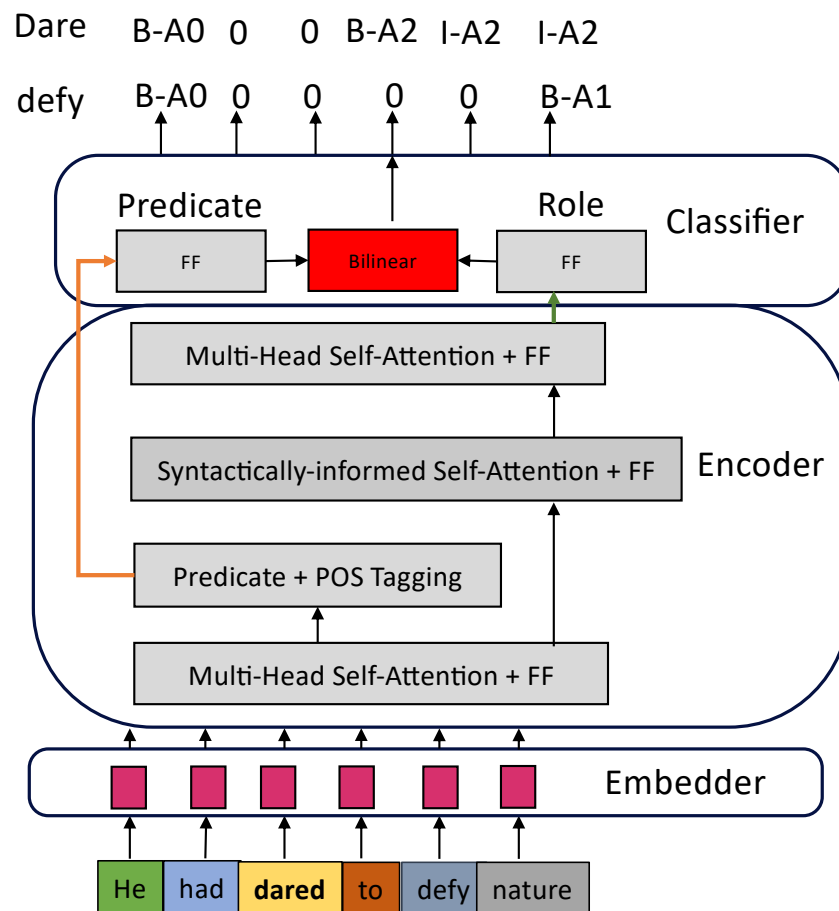 Dare B-A0 0 0 B-A2 I-A2 I-A2
defy B-A0 0 0 0 0 B-A1
Predicate Role Classifier
FF Bilinear FF
Multi-Head Self-Attention + FF
Syntactically-informed Self-Attention + FF Encoder
Predicate + POS Tagging
Multi-Head Self-Attention + FF
Embedder
He had dared to defy nature